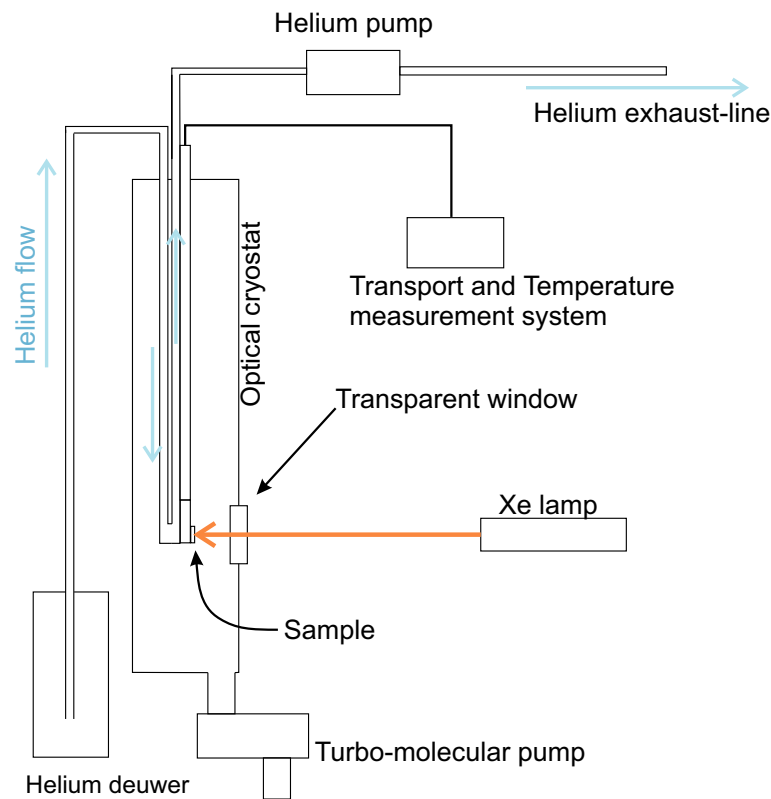 Helium pump
Helium exhaust-line
Helium flow
Optical cryostat
Transport and Temperature
measurement system
Transparent window
Xe lamp
Sample
Turbo-molecular pump
Helium deuwer